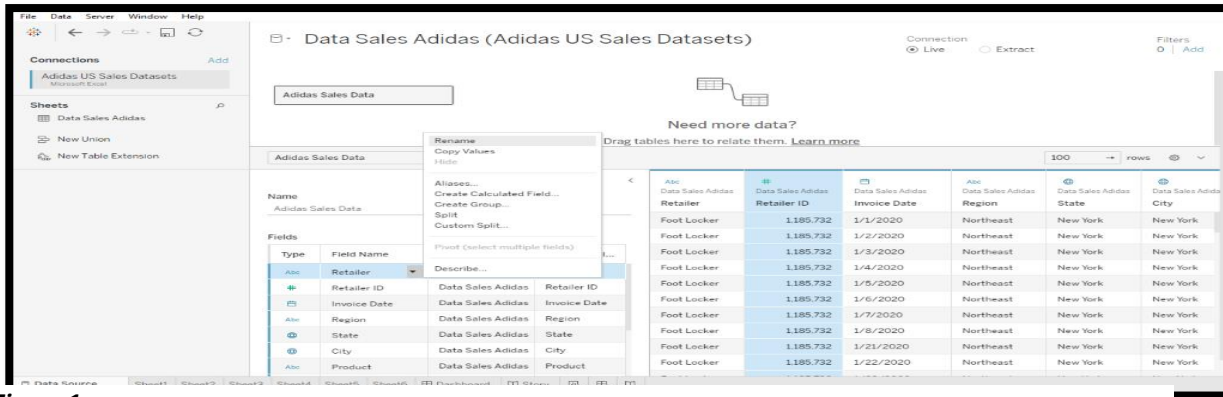 File Data Server Window Help
Connections Add
Adidas US Sales Datasets
Microsoft Excel
Sheets
Data Sales Adidas
New Union
New Table Extension
Data Sales Adidas (Adidas US Sales Datasets)
Connection
Live Extract
Filters
0 Add
Adidas Sales Data
Need more data?
Drag tables here to relate them. Learn more
Rename
Copy Values
Hide
Aliases...
Create Calculated Field...
Create Group...
Split
Custom Split...
Pivot (select multiple fields)
Describe...
Adidas Sales Data
100 rows
Name
Adidas Sales Data
Fields
Type Field Name
Abc Retailer
Retailer ID Data Sales Adidas Retailer ID
Invoice Date Data Sales Adidas Invoice Date
Abc Region Data Sales Adidas Region
State Data Sales Adidas State
City Data Sales Adidas City
Abc Product Data Sales Adidas Product
Abc Abc
Data Sales Adidas Data Sales Adidas Data Sales Adidas Data Sales Adidas Data Sales Adidas Data Sales Adida
Retailer Retailer ID Invoice Date Region State City
Foot Locker 1.185.732 1/1/2020 Northeast New York New York
Foot Locker 1.185.732 1/2/2020 Northeast New York New York
Foot Locker 1.185.732 1/3/2020 Northeast New York New York
Foot Locker 1.185.732 1/4/2020 Northeast New York New York
Foot Locker 1.185.732 1/5/2020 Northeast New York New York
Foot Locker 1.185.732 1/6/2020 Northeast New York New York
Foot Locker 1.185.732 1/7/2020 Northeast New York New York
Foot Locker 1.185.732 1/8/2020 Northeast New York New York
Foot Locker 1.185.732 1/21/2020 Northeast New York New York
Foot Locker 1.185.732 1/22/2020 Northeast New York New York
Data Source Sheet1 Sheet2 Sheet3 Sheet4 Sheet5 Sheet6 Dashboard Story